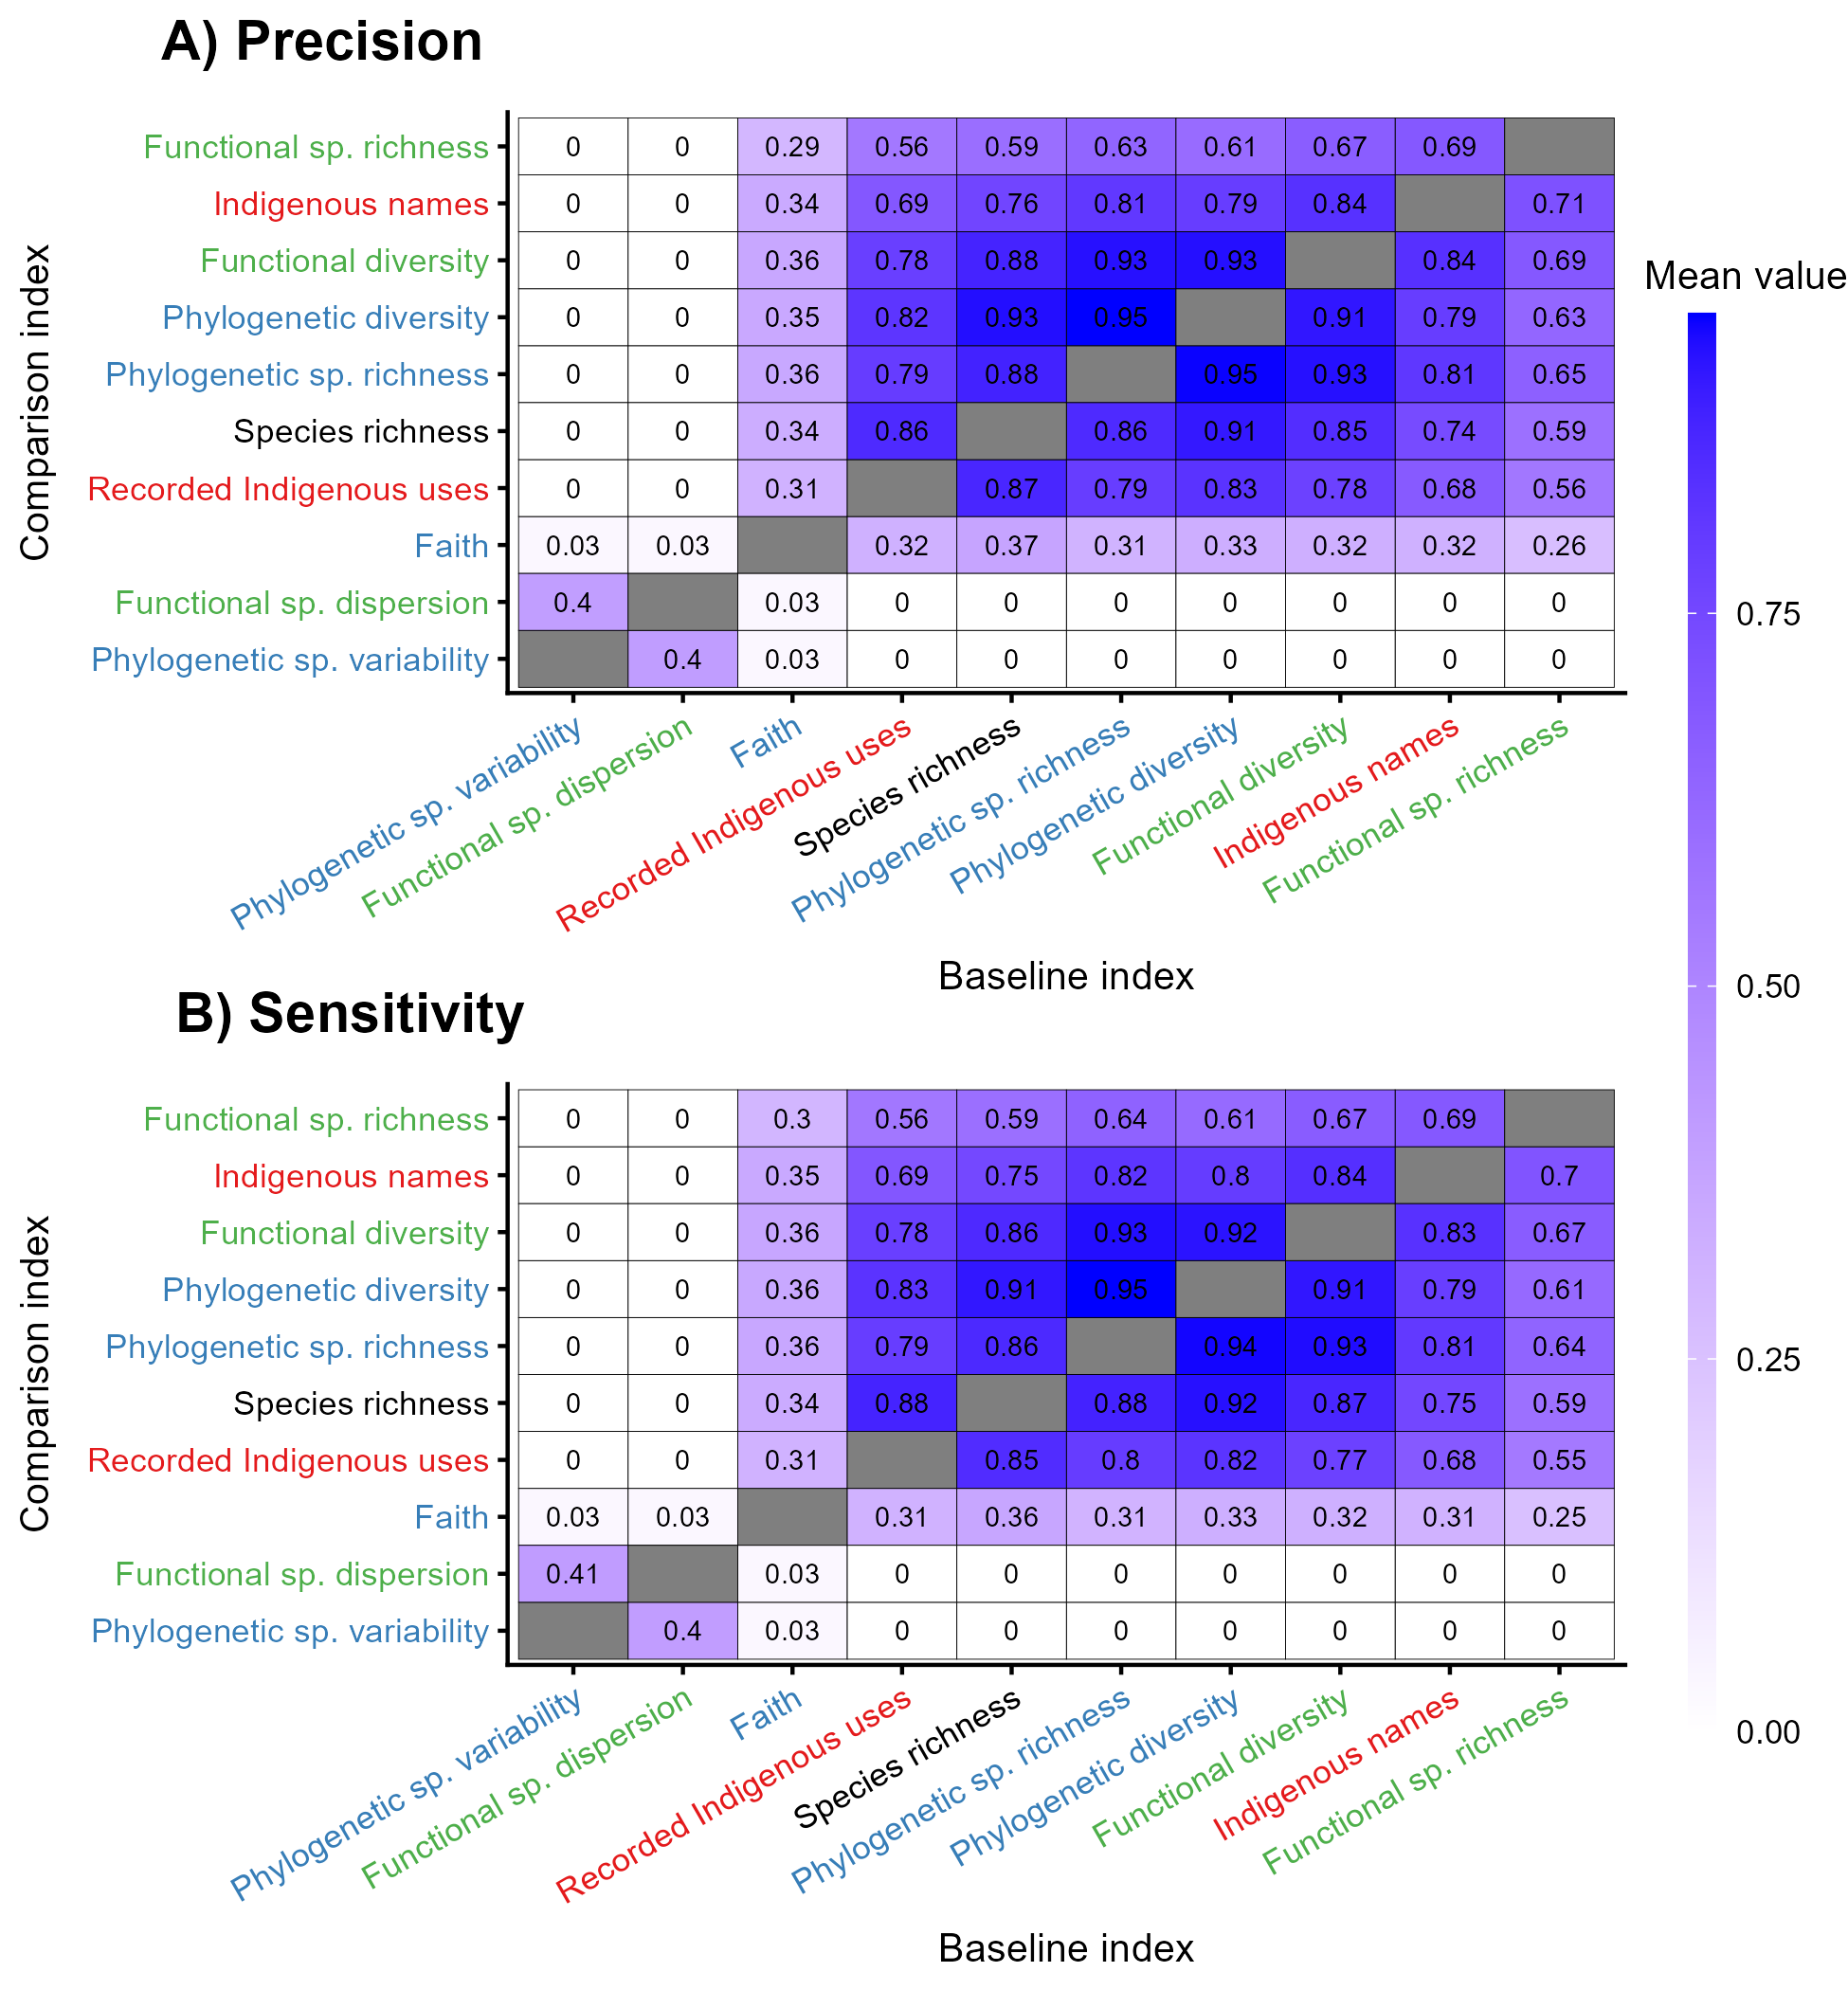 A) Precision
Comparison index
Functional sp. richness 0 0 0.29 0.56 0.59 0.63 0.61 0.67 0.69
Indigenous names 0 0 0.34 0.69 0.76 0.81 0.79 0.84 0.71
Functional diversity 0 0 0.36 0.78 0.88 0.93 0.93 0.84 0.69
Phylogenetic diversity 0 0 0.35 0.82 0.93 0.95 0.91 0.79 0.63
Phylogenetic sp. richness 0 0 0.36 0.79 0.88 0.95 0.93 0.81 0.65
Species richness 0 0 0.34 0.86 0.86 0.91 0.85 0.74 0.59
Recorded Indigenous uses 0 0 0.31 0.87 0.79 0.83 0.78 0.68 0.56
Faith 0.03 0.03 0.32 0.37 0.31 0.33 0.32 0.32 0.26
Functional sp. dispersion 0.4 0.03 0 0 0 0 0 0 0
Phylogenetic sp. variability 0.4 0.03 0 0 0 0 0 0 0
Phylogenetic sp. variability
Functional sp. dispersion
Faith
Recorded Indigenous uses
Species richness
Phylogenetic sp. richness
Phylogenetic diversity
Functional diversity
Indigenous names
Functional sp. richness
Baseline index
B) Sensitivity
Comparison index
Functional sp. richness 0 0 0.3 0.56 0.59 0.64 0.61 0.67 0.69
Indigenous names 0 0 0.35 0.69 0.75 0.82 0.8 0.84 0.7
Functional diversity 0 0 0.36 0.78 0.86 0.93 0.92 0.83 0.67
Phylogenetic diversity 0 0 0.36 0.83 0.91 0.95 0.91 0.79 0.61
Phylogenetic sp. richness 0 0 0.36 0.79 0.86 0.94 0.93 0.81 0.64
Species richness 0 0 0.34 0.88 0.88 0.92 0.87 0.75 0.59
Recorded Indigenous uses 0 0 0.31 0.85 0.8 0.82 0.77 0.68 0.55
Faith 0.03 0.03 0.31 0.36 0.31 0.33 0.32 0.31 0.25
Functional sp. dispersion 0.41 0.03 0 0 0 0 0 0 0
Phylogenetic sp. variability 0.4 0.03 0 0 0 0 0 0 0
Phylogenetic sp. variability
Functional sp. dispersion
Faith
Recorded Indigenous uses
Species richness
Phylogenetic sp. richness
Phylogenetic diversity
Functional diversity
Indigenous names
Functional sp. richness
Baseline index
Mean value
0.75
0.50
0.25
0.00